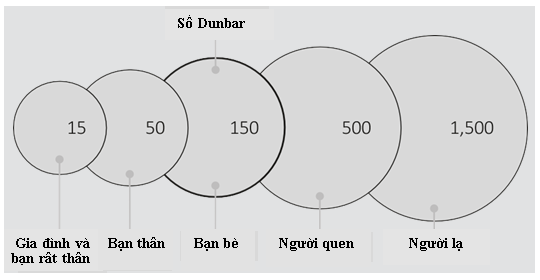 Số Dunbar
15
50
150
500
1,500
Gia đình và
bạn rất thân
Bạn thân
Bạn bè
Người quen
Người lạ